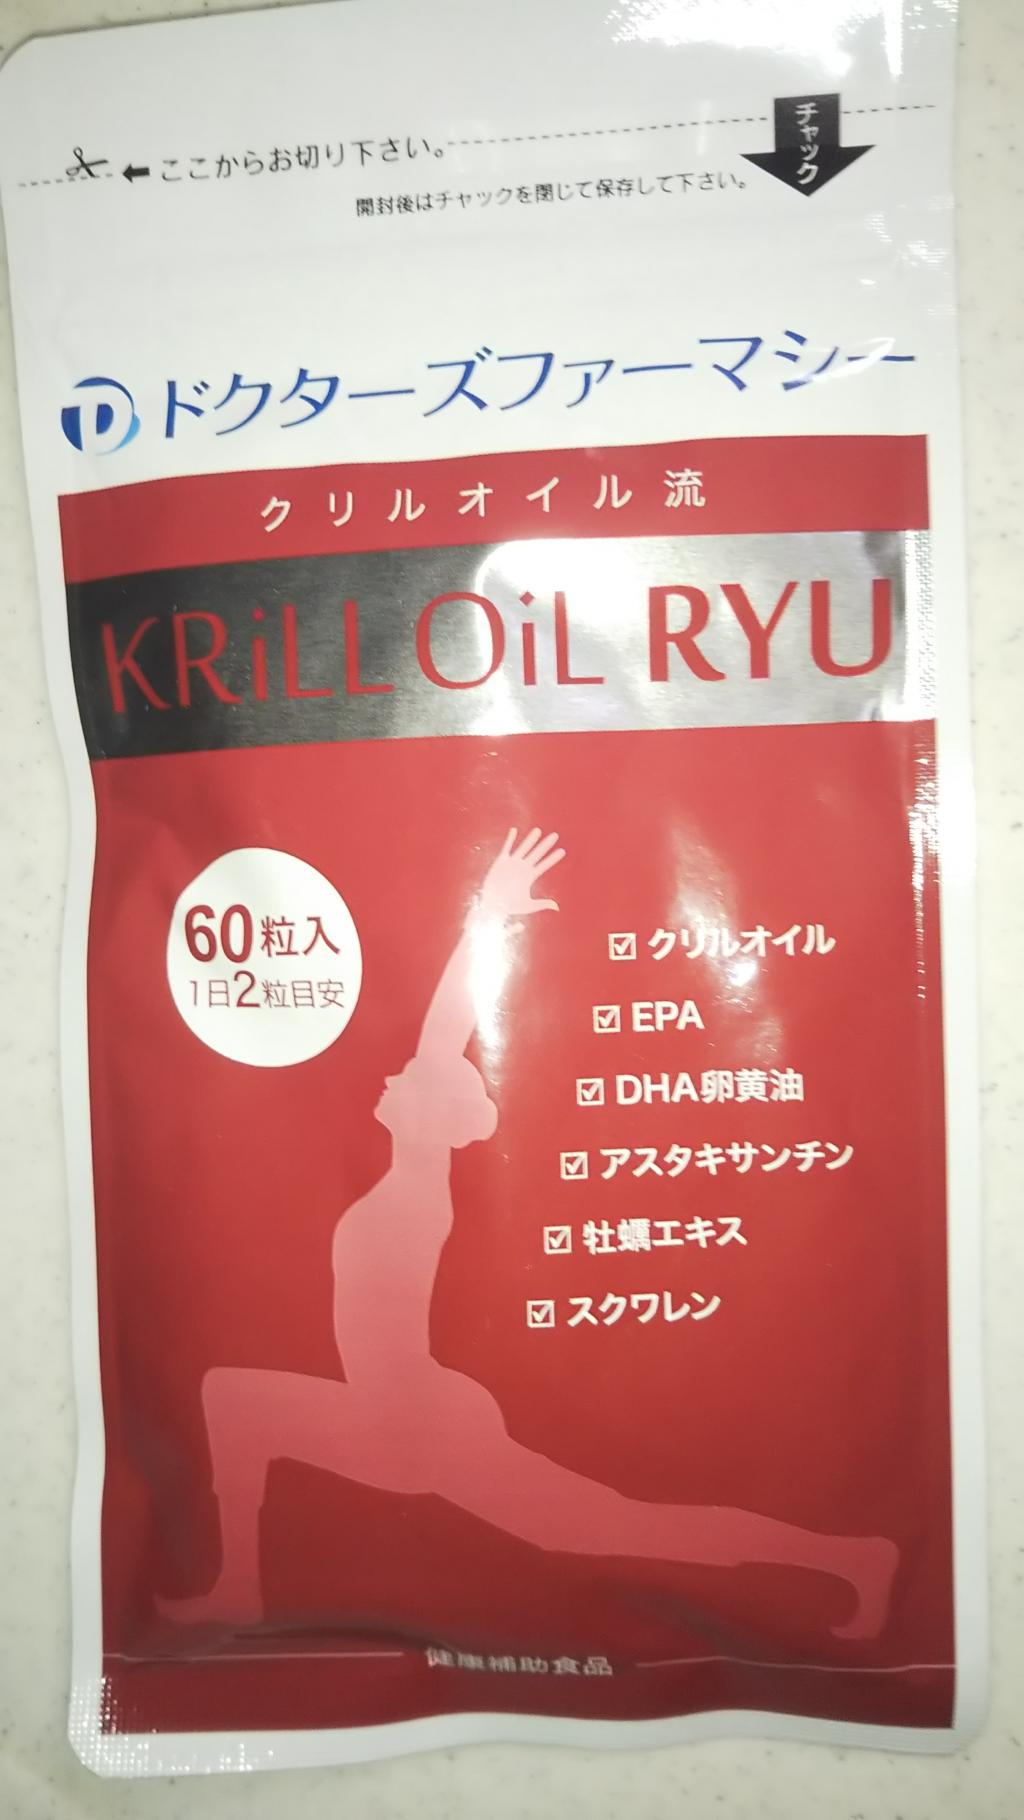 ここからお切り下さい。
チャック
開封後はチャックを閉じて保存して下さい。
D ドクターズファーマシー
クリルオイル流
KRiLL OiL RYU
60粒入
1日2粒目安
クリルオイル
EPA
DHA卵黄油
アスタキサンチン
牡蠣エキス
スクワレン
健康補助食品